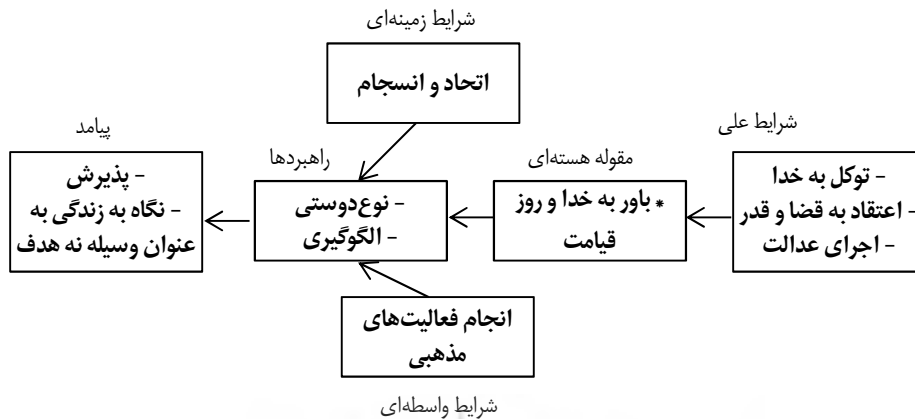 شرایط زمینه‌ای
اتحاد و انسجام
شرایط علی
- توکل به خدا
- اعتقاد به قضا و قدر
- اجرای عدالت
مقوله هسته‌ای
* باور به خدا و روز
قیامت
راهبردها
- نوع‌دوستی
- الگوگیری
پیامد
- پذیرش
- نگاه به زندگی به
عنوان وسیله نه هدف
انجام فعالیت‌های
مذهبی
شرایط واسطه‌ای